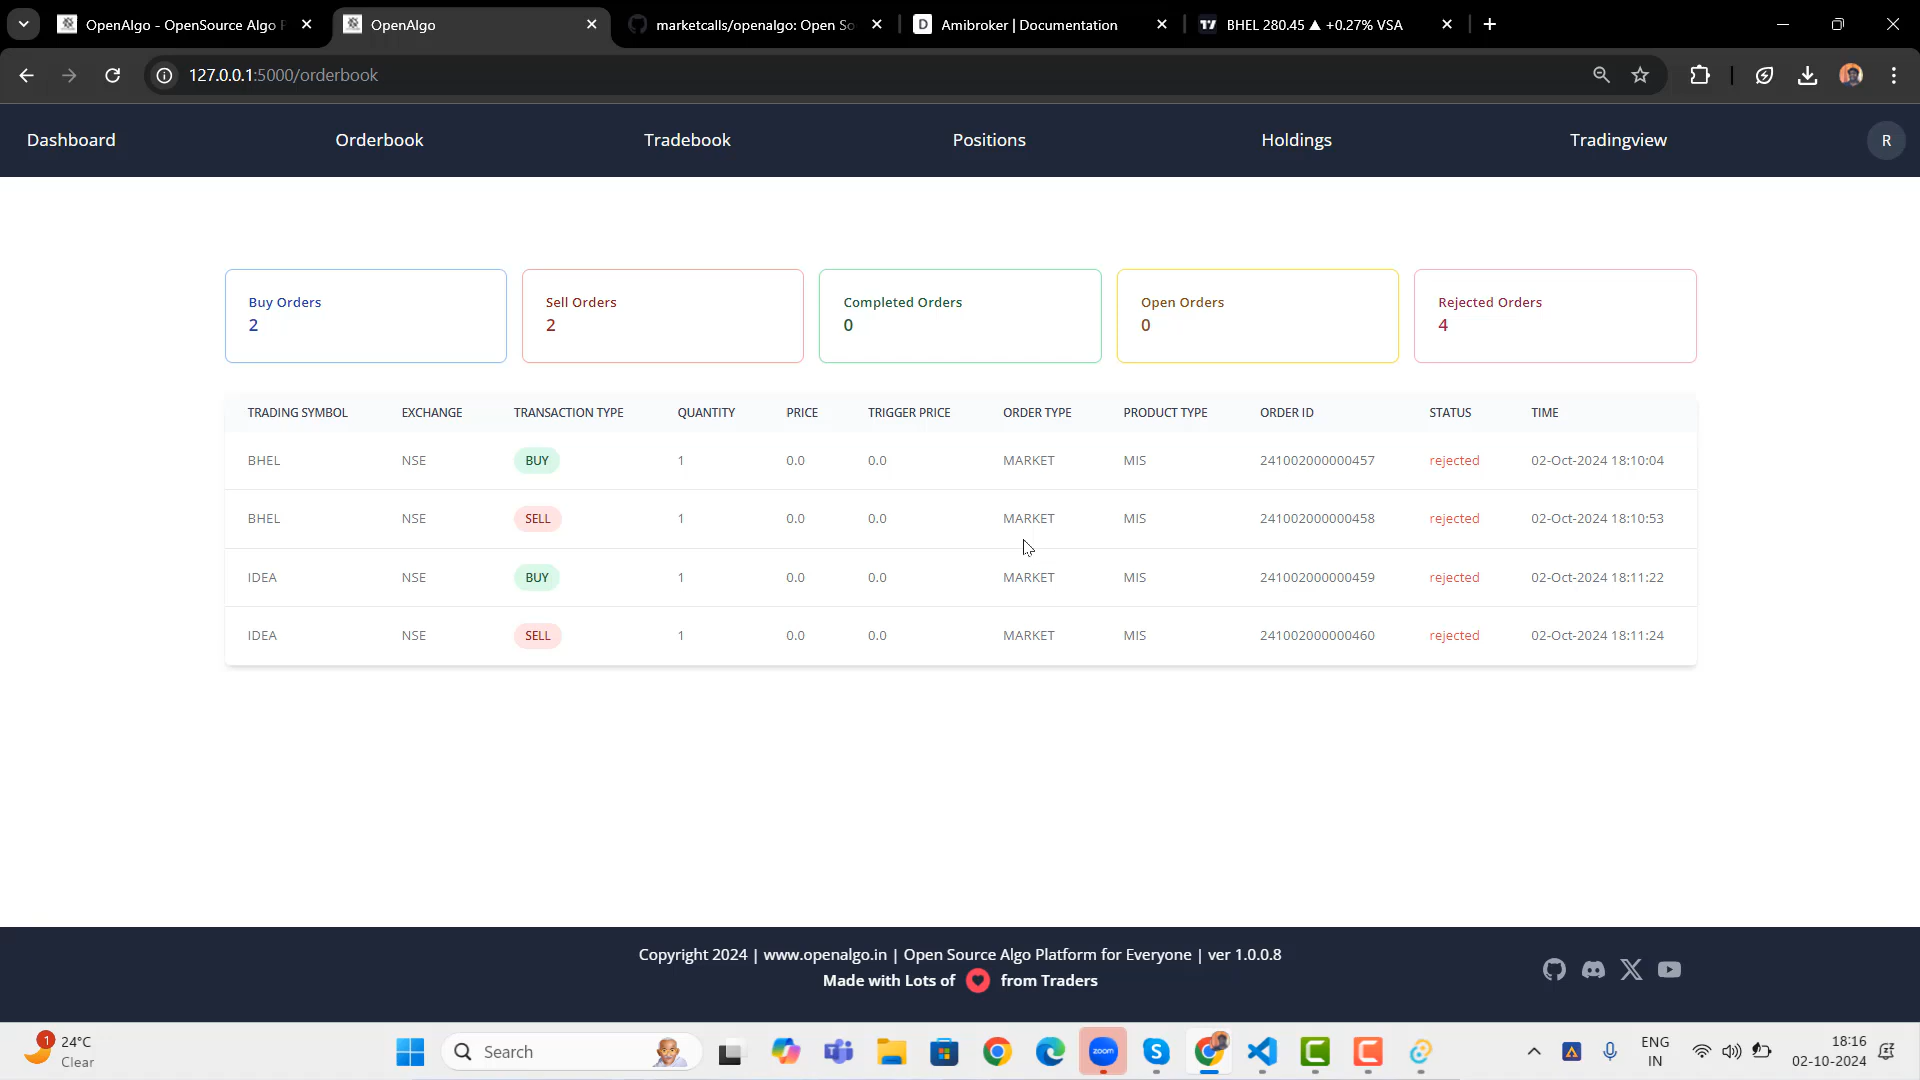 OpenAlgo - OpenSource Algo P
OpenAlgo
marketcalls/openalgo: Open So
Amibroker | Documentation
BHEL 280.45 ▲ +0.27% VSA
127.0.0.1:5000/orderbook
Dashboard
Orderbook
Tradebook
Positions
Holdings
Tradingview
R
Buy Orders
2
Sell Orders
2
Completed Orders
0
Open Orders
0
Rejected Orders
4
TRADING SYMBOL EXCHANGE TRANSACTION TYPE QUANTITY PRICE TRIGGER PRICE ORDER TYPE PRODUCT TYPE ORDER ID STATUS TIME
BHEL NSE BUY 1 0.0 0.0 MARKET MIS 241002000000457 rejected 02-Oct-2024 18:10:04
BHEL NSE SELL 1 0.0 0.0 MARKET MIS 241002000000458 rejected 02-Oct-2024 18:10:53
IDEA NSE BUY 1 0.0 0.0 MARKET MIS 241002000000459 rejected 02-Oct-2024 18:11:22
IDEA NSE SELL 1 0.0 0.0 MARKET MIS 241002000000460 rejected 02-Oct-2024 18:11:24
Copyright 2024 | www.openalgo.in | Open Source Algo Platform for Everyone | ver 1.0.0.8
Made with Lots of from Traders
1
24°C
Clear
Search
zoom
ENG
IN
18:16
02-10-2024